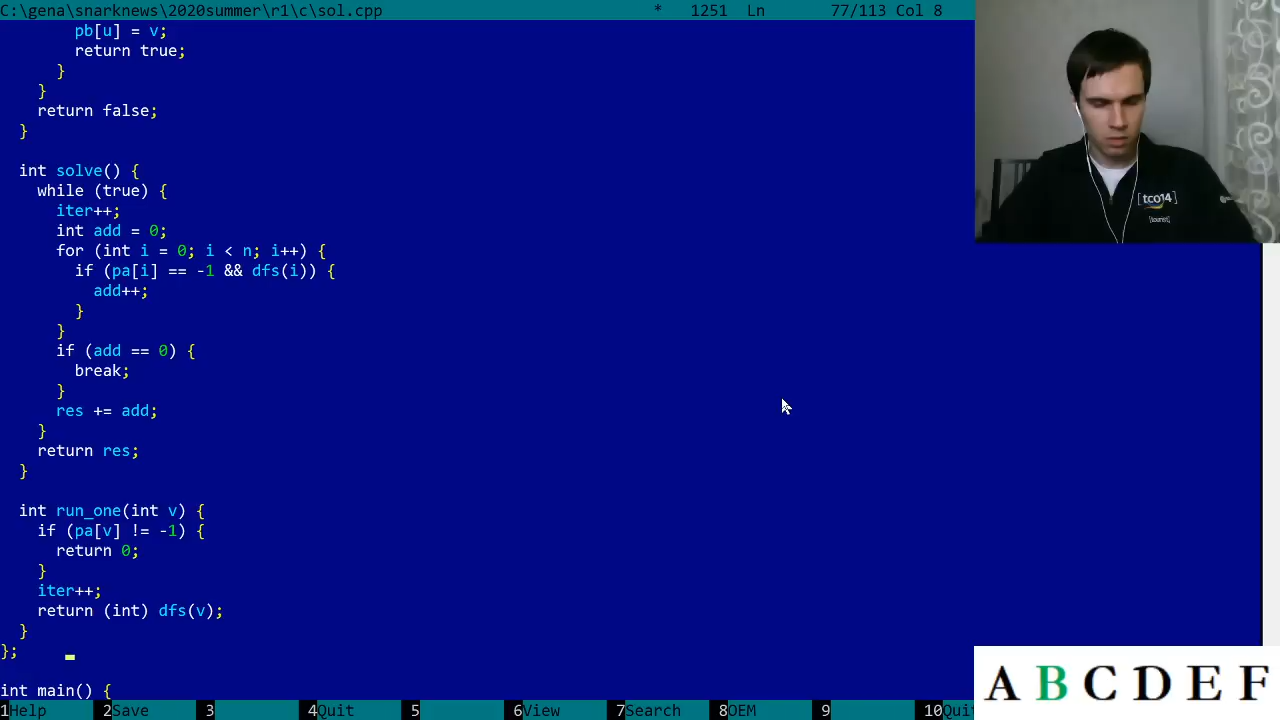 C:\gena\snarknews\2020summer\r1\c\sol.cpp * 1251 Ln 77/113 Col 8
pb[u] = v;
return true;
}
}
return false;
}
int solve() {
while (true) {
iter++;
int add = 0;
for (int i = 0; i < n; i++) {
if (pa[i] == -1 && dfs(i)) {
add++;
}
}
if (add == 0) {
break;
}
res += add;
}
return res;
}
int run_one(int v) {
if (pa[v] != -1) {
return 0;
}
iter++;
return (int) dfs(v);
}
};
int main() {
1Help 2Save 3 4Quit 5 6View 7Search 8OEM 9 10Quit
[tco14]
A B C D E F